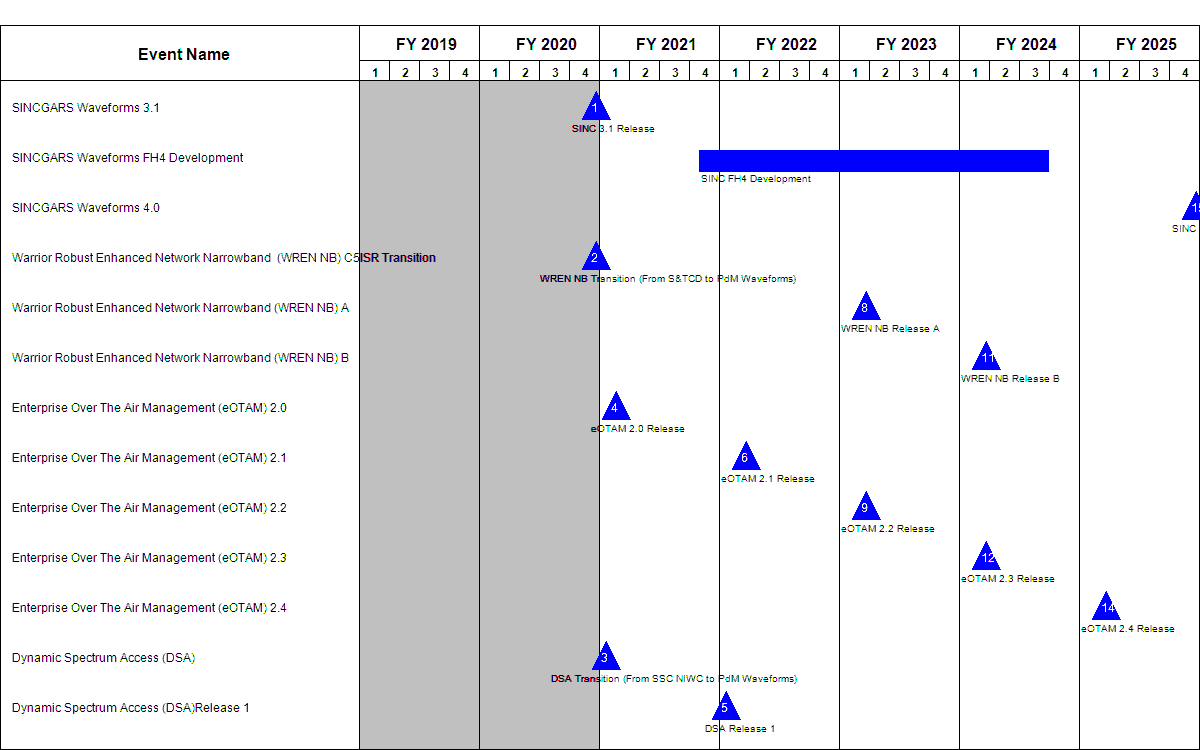 Event Name FY 2019 FY 2020 FY 2021 FY 2022 FY 2023 FY 2024 FY 2025
1 2 3 4 1 2 3 4 1 2 3 4 1 2 3 4 1 2 3 4 1 2 3 4 1 2 3 4
SINCGARS Waveforms 3.1
1
SINC 3.1 Release
SINCGARS Waveforms FH4 Development
SINC FH4 Development
SINCGARS Waveforms 4.0
SINC
Warrior Robust Enhanced Network Narrowband (WREN NB) C5ISR Transition
2
WREN NB Transition (From S&TCD to PdM Waveforms)
Warrior Robust Enhanced Network Narrowband (WREN NB) A
8
WREN NB Release A
Warrior Robust Enhanced Network Narrowband (WREN NB) B
11
WREN NB Release B
Enterprise Over The Air Management (eOTAM) 2.0
4
eOTAM 2.0 Release
Enterprise Over The Air Management (eOTAM) 2.1
6
eOTAM 2.1 Release
Enterprise Over The Air Management (eOTAM) 2.2
9
eOTAM 2.2 Release
Enterprise Over The Air Management (eOTAM) 2.3
12
eOTAM 2.3 Release
Enterprise Over The Air Management (eOTAM) 2.4
14
eOTAM 2.4 Release
Dynamic Spectrum Access (DSA)
3
DSA Transition (From SSC NIWC to PdM Waveforms)
Dynamic Spectrum Access (DSA)Release 1
5
DSA Release 1